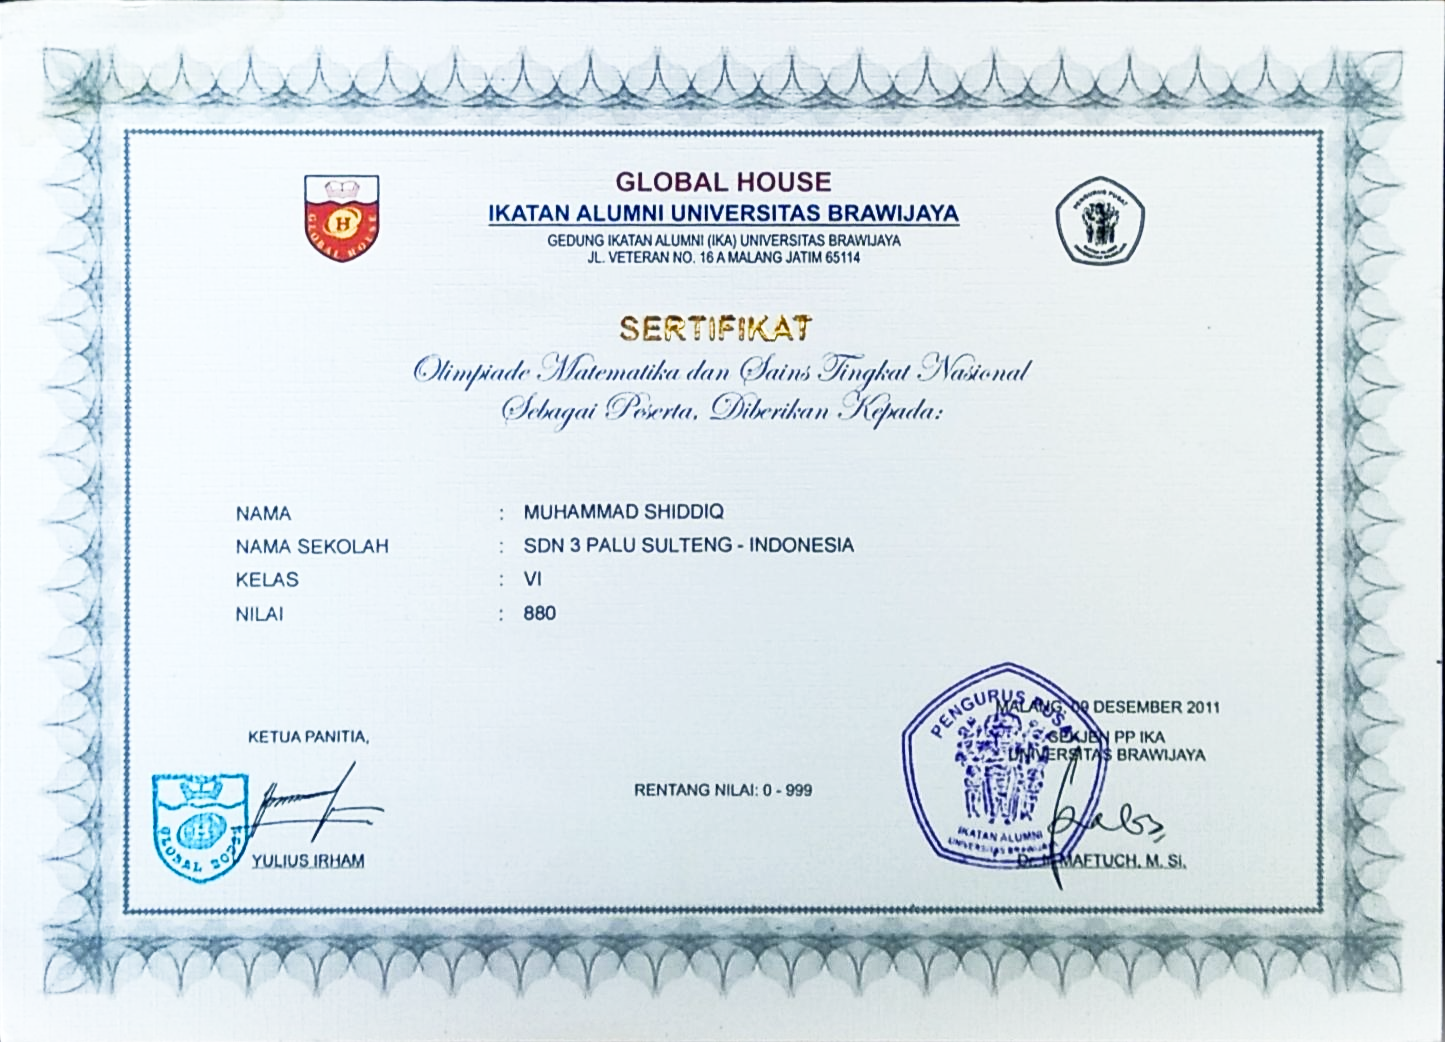 GLOBAL HOUSE
IKATAN ALUMNI UNIVERSITAS BRAWIJAYA
GEDUNG IKATAN ALUMNI (IKA) UNIVERSITAS BRAWIJAYA
JL. VETERAN NO. 16 A MALANG JATIM 65114
GLOBAL HOUSE
H
PENGURUS PUSAT
SERTIFIKAT
Olimpiade Matematika dan Sains Tingkat Nasional
Sebagai Peserta, Diberikan Kepada:
NAMA : MUHAMMAD SHIDDIQ
NAMA SEKOLAH : SDN 3 PALU SULTENG - INDONESIA
KELAS : VI
NILAI : 880
MALANG, 09 DESEMBER 2011
KETUA PANITIA,
SEKJEN PP IKA
UNIVERSITAS BRAWIJAYA
RENTANG NILAI: 0 - 999
PENGURUS PUSAT
IKATAN ALUMNI
UNIVERSITAS BRAWIJAYA
GLOBAL
YULIUS IRHAM
MAFTUCH, M. Si.